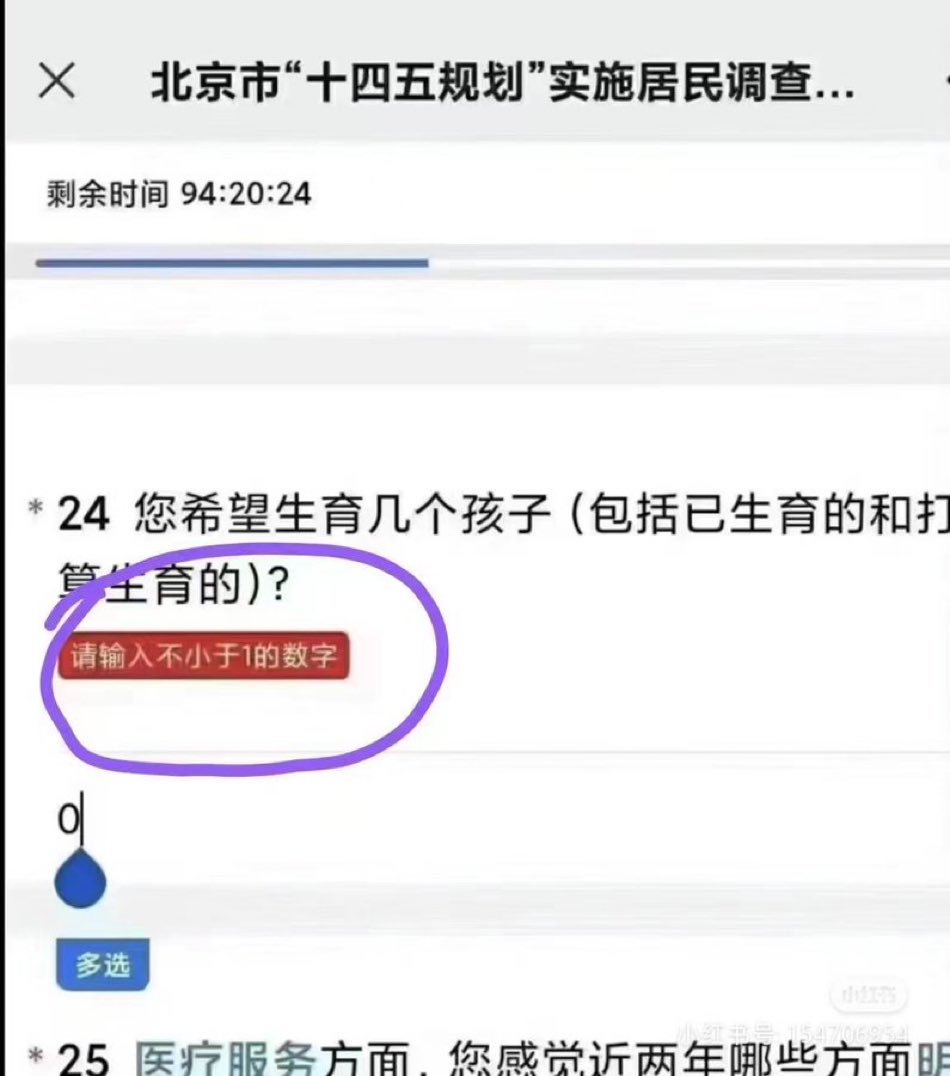 北京市“十四五规划”实施居民调查...
剩余时间 94:20:24
* 24 您希望生育几个孩子（包括已生育的和打
算生育的）？
请输入不小于1的数字
0
多选
小红书
小红书号 154706954
* 25 医疗服务方面，您感觉近两年哪些方面明